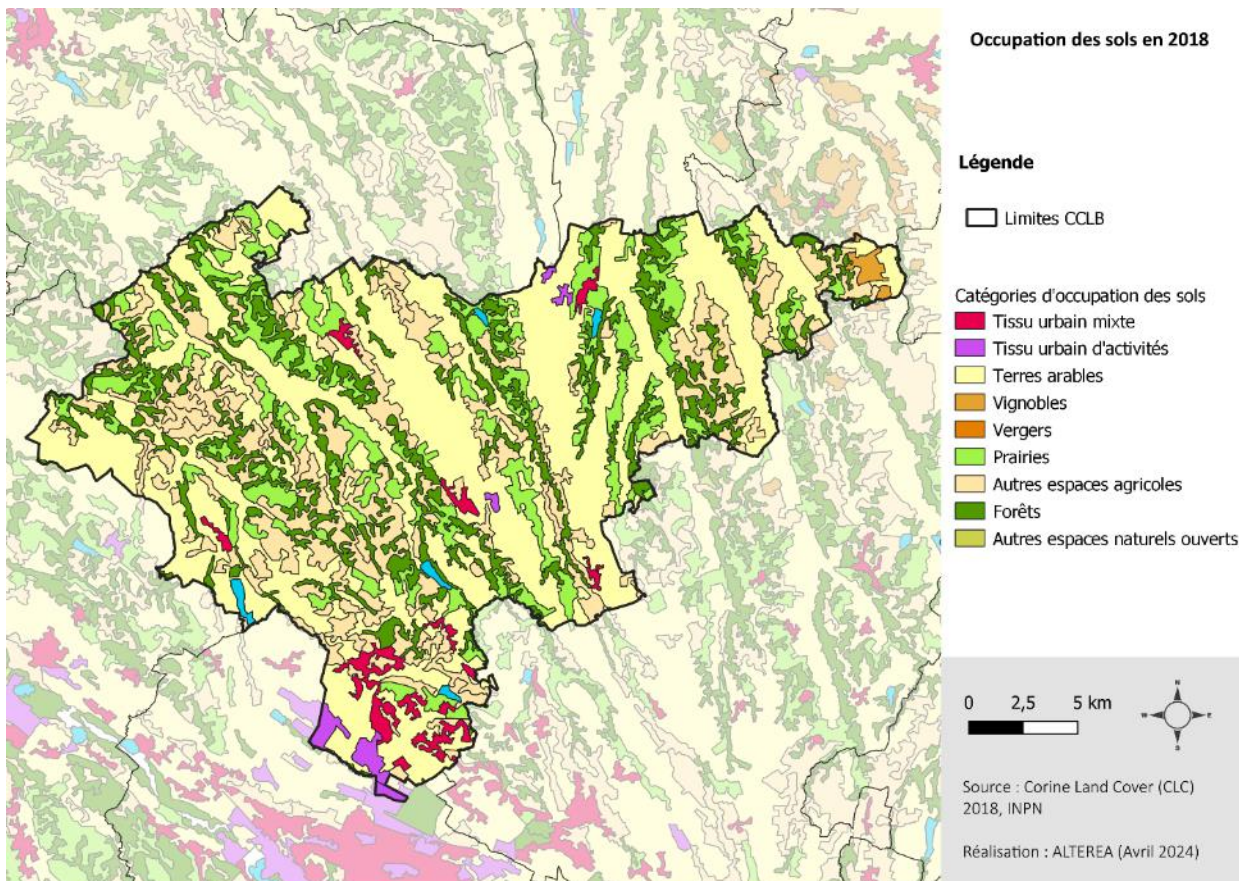 Occupation des sols en 2018
Légende
Limites CCLB
Catégories d'occupation des sols
Tissu urbain mixte
Tissu urbain d'activités
Terres arables
Vignobles
Vergers
Prairies
Autres espaces agricoles
Forêts
Autres espaces naturels ouverts
0 2,5 5 km
N
W E
S
Source : Corine Land Cover (CLC)
2018, INPN
Réalisation : ALTEREA (Avril 2024)